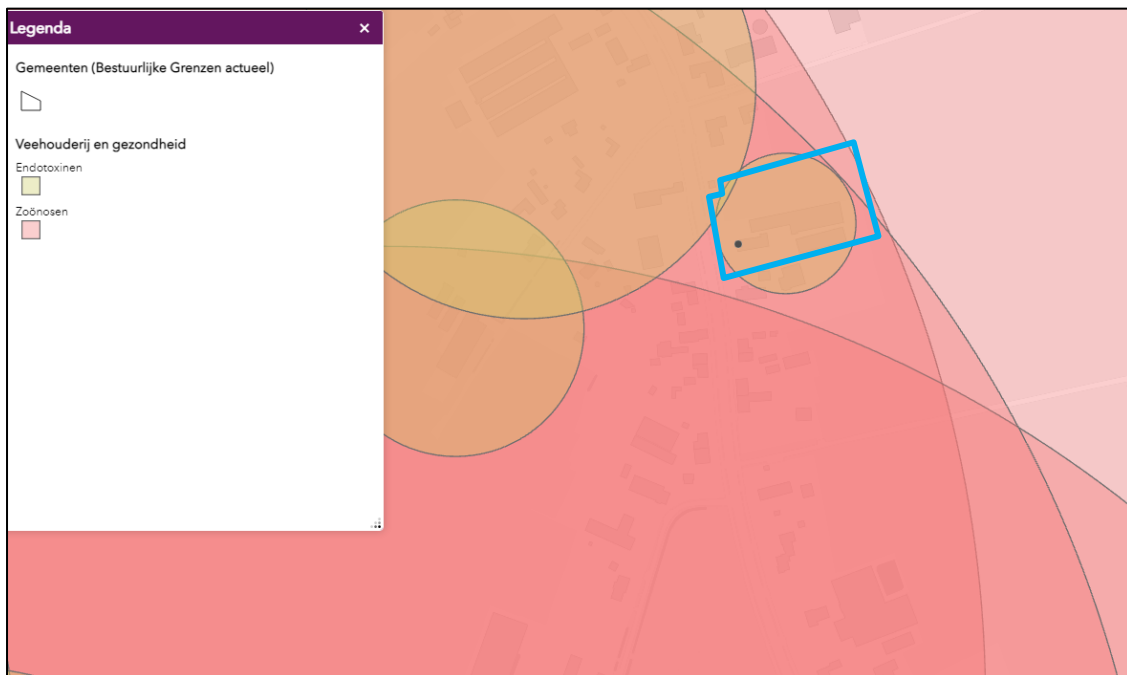 Legenda
Gemeenten (Bestuurlijke Grenzen actueel)
Veehouderij en gezondheid
Endotoxinen
Zoönosen